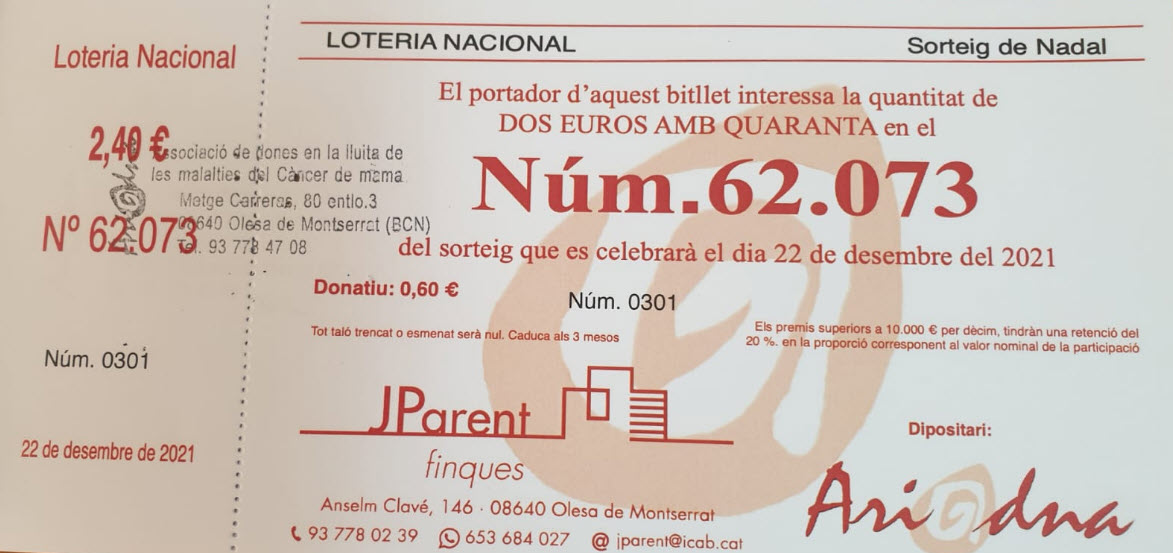 Loteria Nacional
2,40 €
Associació de dones en la lluita de
les malalties del Càncer de mama
Metge Carreras, 80 entlo.3
08640 Olesa de Montserrat (BCN)
Tel. 93 778 47 08
Nº 62.073
Núm. 0301
22 de desembre de 2021
LOTERIA NACIONAL
Sorteig de Nadal
El portador d'aquest bitllet interessa la quantitat de
DOS EUROS AMB QUARANTA en el
Núm.62.073
del sorteig que es celebrarà el dia 22 de desembre del 2021
Donatiu: 0,60 €
Núm. 0301
Tot taló trencat o esmenat serà nul. Caduca als 3 mesos
Els premis superiors a 10.000 € per dècim, tindràn una retenció del
20 %. en la proporció corresponent al valor nominal de la participació
JParent
finques
Anselm Clavé, 146 · 08640 Olesa de Montserrat
93 778 02 39 653 684 027 @ jparent@icab.cat
Dipositari:
Ariadna